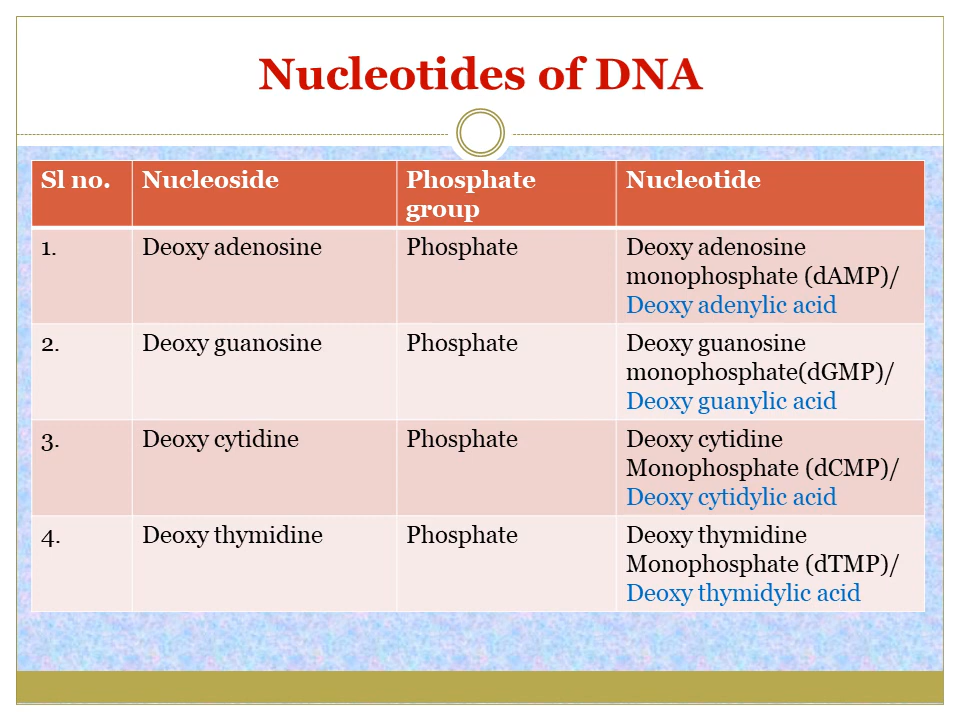 Nucleotides of DNA
Sl no. Nucleoside Phosphate group Nucleotide
1. Deoxy adenosine Phosphate Deoxy adenosine
monophosphate (dAMP)/
Deoxy adenylic acid
2. Deoxy guanosine Phosphate Deoxy guanosine
monophosphate(dGMP)/
Deoxy guanylic acid
3. Deoxy cytidine Phosphate Deoxy cytidine
Monophosphate (dCMP)/
Deoxy cytidylic acid
4. Deoxy thymidine Phosphate Deoxy thymidine
Monophosphate (dTMP)/
Deoxy thymidylic acid